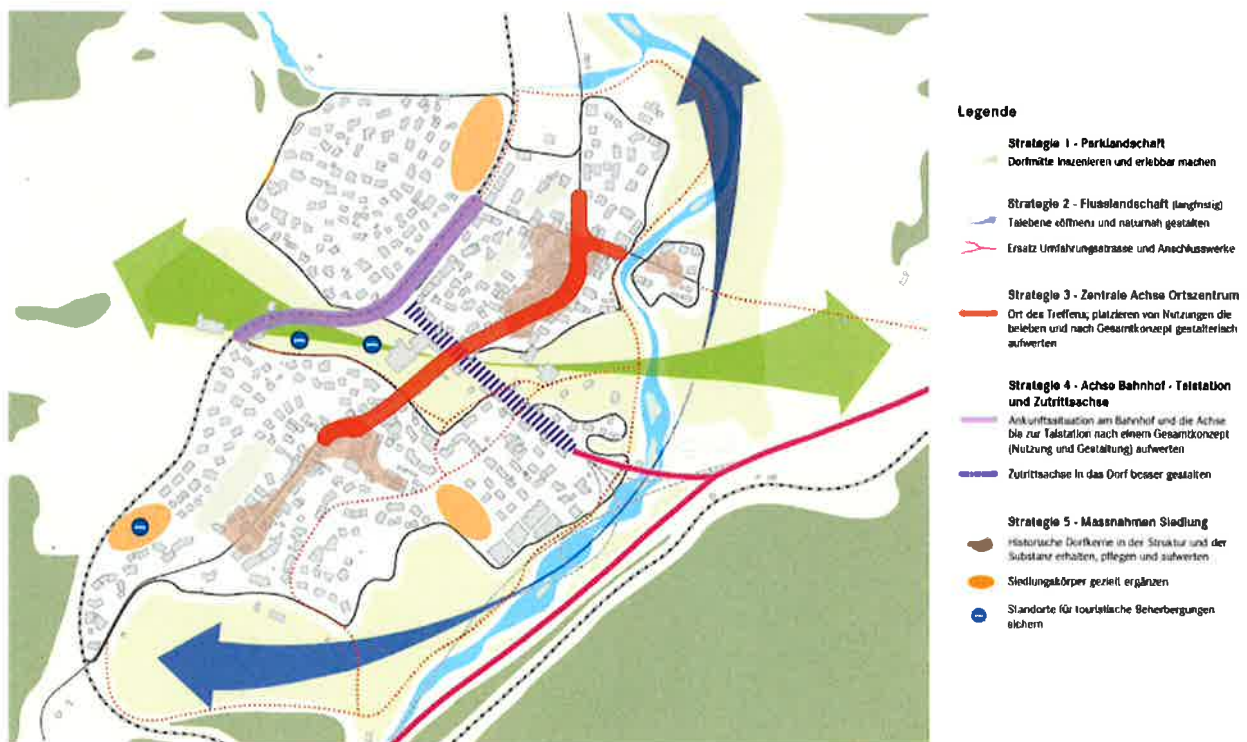 Legende
Strategie 1 - Parklandschaft
Dorfmitte inszenieren und erlebbar machen
Strategie 2 - Flusslandschaft (langfristig)
Talebene «öffnen» und naturnah gestalten
Ersatz Umfahrungsstrasse und Anschlusswerke
Strategie 3 - Zentrale Achse Ortszentrum
Ort des Treffens; platzieren von Nutzungen die
beleben und nach Gesamtkonzept gestalterisch
aufwerten
Strategie 4 - Achse Bahnhof - Talstation
und Zutrittsachse
Ankunftssituation am Bahnhof und die Achse
bis zur Talstation nach einem Gesamtkonzept
(Nutzung und Gestaltung) aufwerten
Zutrittsachse in das Dorf besser gestalten
Strategie 5 - Massnahmen Siedlung
Historische Dorfkerne in der Struktur und der
Substanz erhalten, pflegen und aufwerten
Siedlungskörper gezielt ergänzen
Standorte für touristische Beherbergungen
sichern